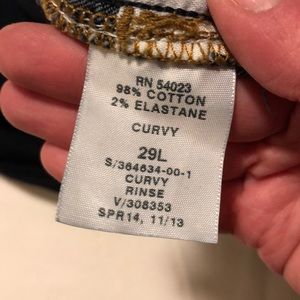 RN 54023
98% COTTON
2% ELASTANE
CURVY
29L
S/364634-00-1
CURVY
RINSE
V/308353
SPR14, 11/13